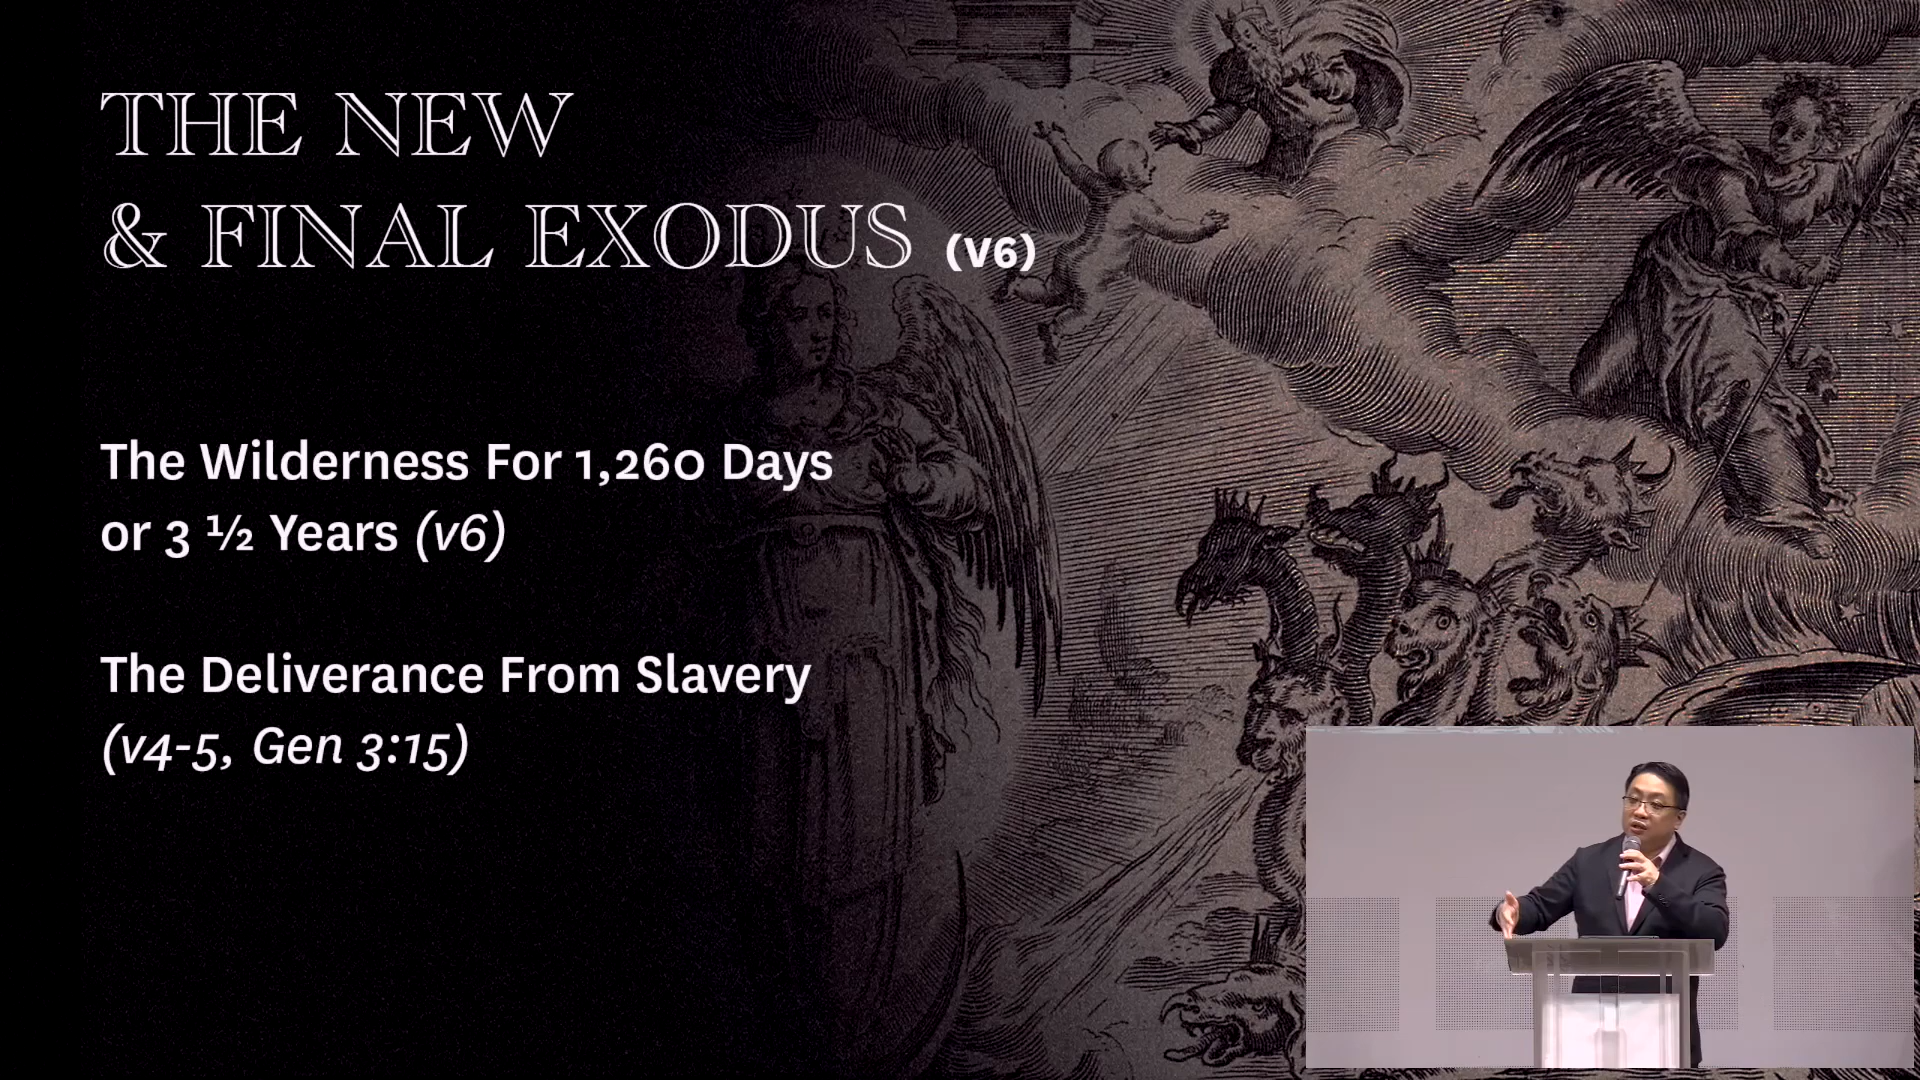 THE NEW
& FINAL EXODUS (V6)
The Wilderness For 1,260 Days
or 3 ½ Years (v6)
The Deliverance From Slavery
(v4-5, Gen 3:15)